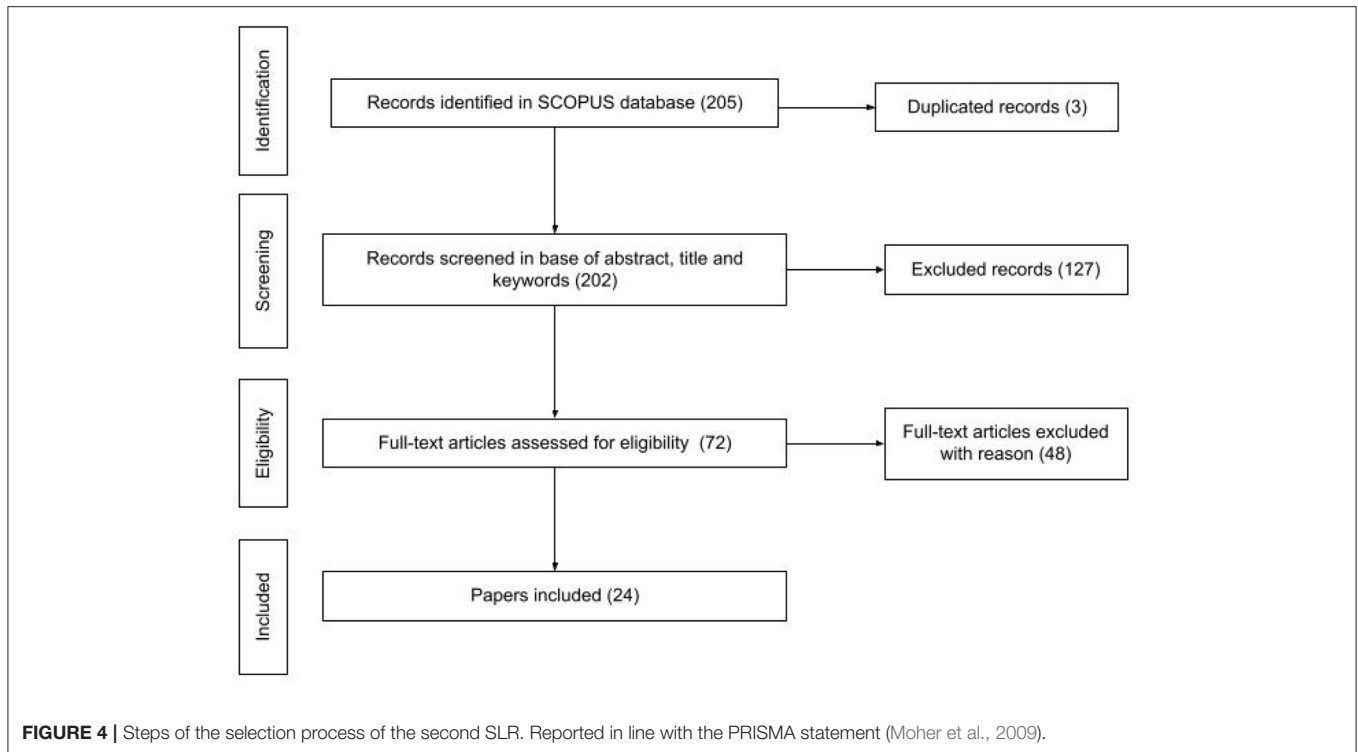 Identification
Records identified in SCOPUS database (205)
Duplicated records (3)
Screening
Records screened in base of abstract, title and
keywords (202)
Excluded records (127)
Eligibility
Full-text articles assessed for eligibility (72)
Full-text articles excluded
with reason (48)
Included
Papers included (24)
FIGURE 4 | Steps of the selection process of the second SLR. Reported in line with the PRISMA statement (Moher et al., 2009).